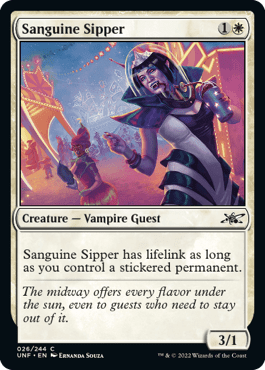 Sanguine Sipper 1
Creature — Vampire Guest
Sanguine Sipper has lifelink as long
as you control a stickered permanent.
The midway offers every flavor under
the sun, even to guests who need to stay
out of it.
3/1
026/244 C
UNF • EN Ernanda Souza
™ & © 2022 Wizards of the Coast